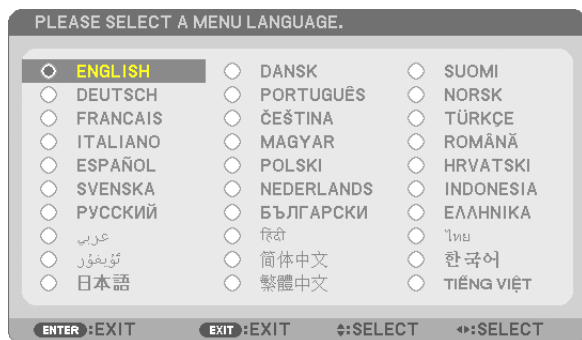 PLEASE SELECT A MENU LANGUAGE.
ENGLISH DANSK SUOMI
DEUTSCH PORTUGUÊS NORSK
FRANCAIS ČEŠTINA TÜRKÇE
ITALIANO MAGYAR ROMÂNĂ
ESPAÑOL POLSKI HRVATSKI
SVENSKA NEDERLANDS INDONESIA
РУССКИЙ БЪЛГАРСКИ ΕΛΛΗΝΙΚΑ
عربي हिंदी ไทย
ئۇيغۇر 简体中文 한국어
日本語 繁體中文 TIẾNG VIỆT
ENTER :EXIT EXIT :EXIT :SELECT :SELECT